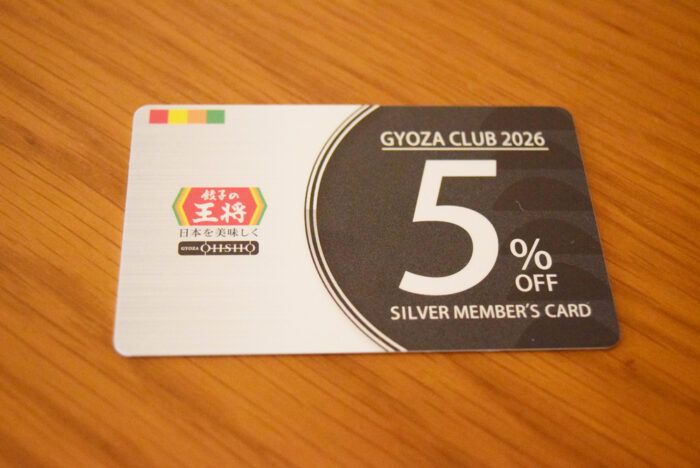 餃子の
王将
日本を美味しく
GYOZA OHSHO
GYOZA CLUB 2026
5%
OFF
SILVER MEMBER'S CARD